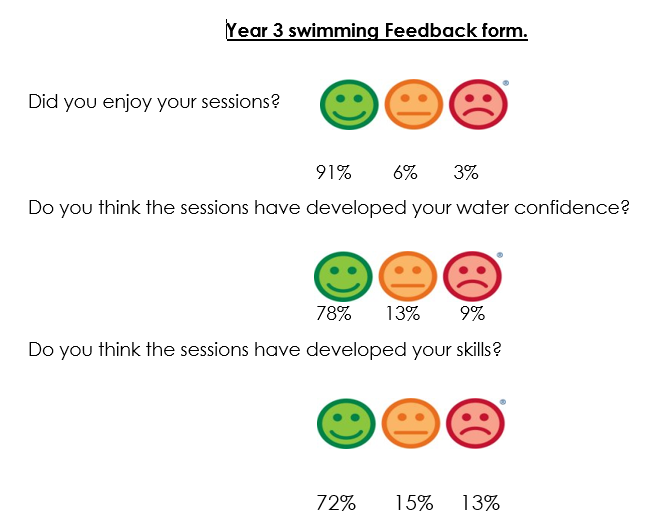 Year 3 swimming Feedback form.
Did you enjoy your sessions?
91% 6% 3%
Do you think the sessions have developed your water confidence?
78% 13% 9%
Do you think the sessions have developed your skills?
72% 15% 13%